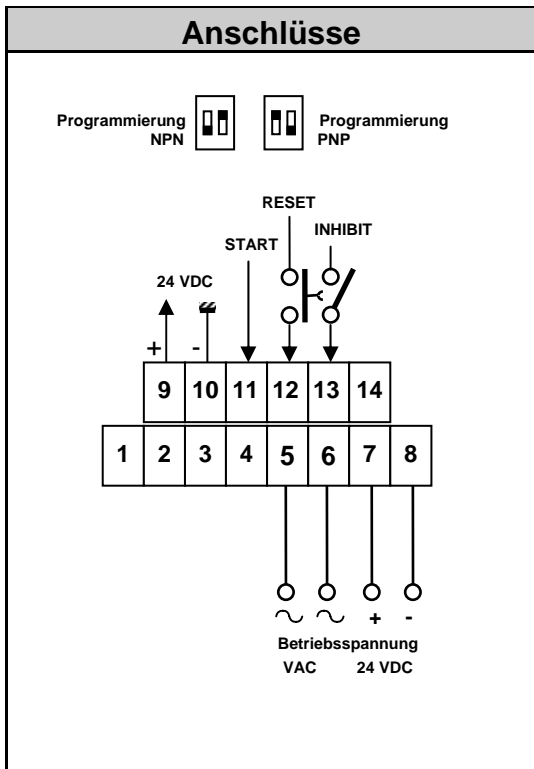 Anschlüsse
Programmierung
NPN
Programmierung
PNP
RESET
INHIBIT
START
24 VDC
+ -
9 10 11 12 13 14
1 2 3 4 5 6 7 8
+ -
Betriebsspannung
VAC 24 VDC